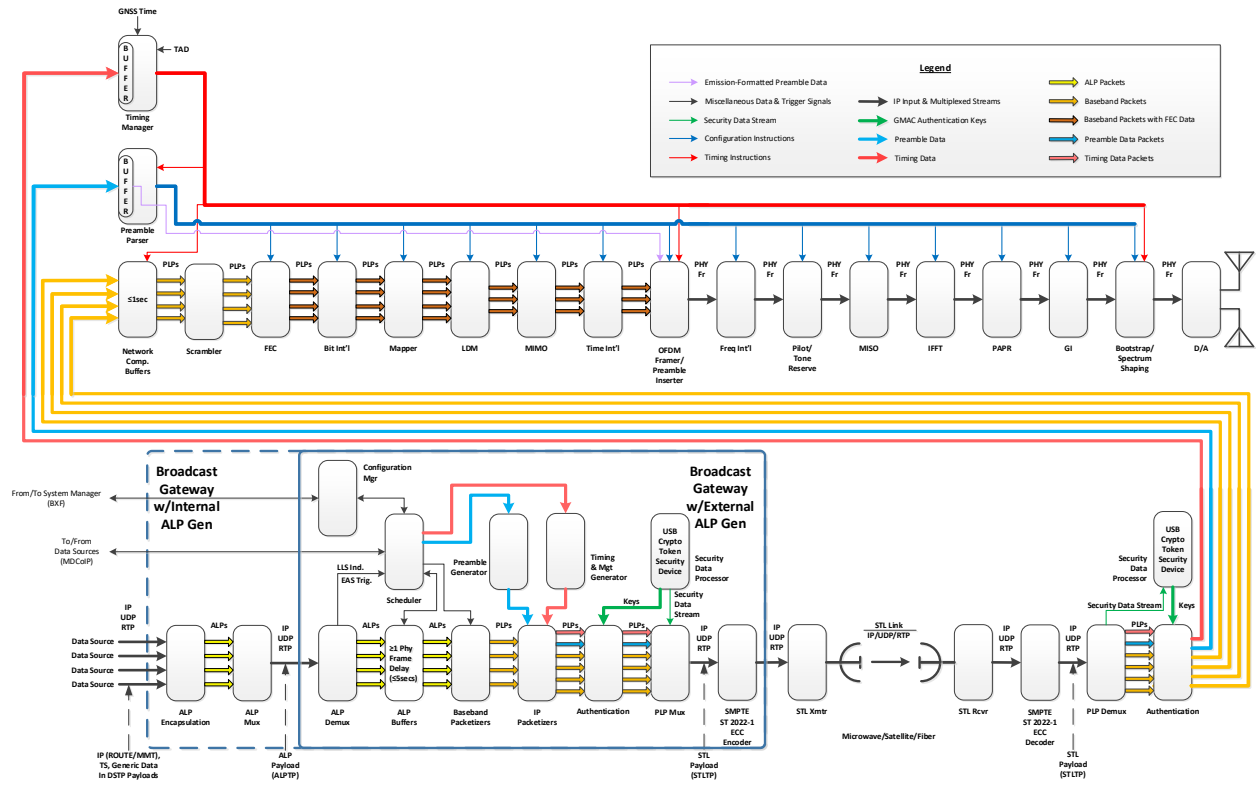 GNSS Time
TAD
B
U
F
F
E
R
Timing
Manager
B
U
F
F
E
R
Preamble
Parser
Legend
Emission-Formatted Preamble Data
Miscellaneous Data & Trigger Signals
Security Data Stream
Configuration Instructions
Timing Instructions
IP Input & Multiplexed Streams
GMAC Authentication Keys
Preamble Data
Timing Data
ALP Packets
Baseband Packets
Baseband Packets with FEC Data
Preamble Data Packets
Timing Data Packets
PLPs
PLPs
PLPs
PLPs
PLPs
PLPs
PLPs
PLPs
PHY
Fr
PHY
Fr
PHY
Fr
PHY
Fr
PHY
Fr
PHY
Fr
PHY
Fr
PHY
Fr
≤1sec
Network
Comp.
Buffers
Scrambler
FEC
Bit Int'l
Mapper
LDM
MIMO
Time Int'l
OFDM
Framer/
Preamble
Inserter
Freq Int'l
Pilot/
Tone
Reserve
MISO
IFFT
PAPR
GI
Bootstrap/
Spectrum
Shaping
D/A
Broadcast
Gateway
w/Internal
ALP Gen
Broadcast
Gateway
w/External
ALP Gen
Configuration
Mgr
From/To System Manager
(BXF)
To/From
Data Sources
(MDCoIP)
LLS Ind.
EAS Trig.
Scheduler
Preamble
Generator
Timing
& Mgt
Generator
USB
Crypto
Token
Security
Device
Security
Data
Processor
Keys
Security
Data
Stream
USB
Crypto
Token
Security
Device
Security
Data
Processor
Security Data Stream
Keys
IP
UDP
RTP
Data Source
Data Source
Data Source
Data Source
ALPs
IP
UDP
RTP
ALPs
≥1 Phy
Frame
Delay
(≤5secs)
ALPs
PLPs
PLPs
PLPs
IP
UDP
RTP
IP
UDP
RTP
STL Link
IP/UDP/RTP
IP
UDP
RTP
IP
UDP
RTP
PLPs
ALP
Encapsulation
ALP
Mux
ALP
Demux
ALP
Buffers
Baseband
Packetizers
IP
Packetizers
Authentication
PLP Mux
SMPTE
ST 2022-1
ECC
Encoder
STL Xmtr
Microwave/Satellite/Fiber
STL Rcvr
SMPTE
ST 2022-1
ECC
Decoder
PLP Demux
Authentication
IP (ROUTE/MMT),
TS, Generic Data
In DSTP Payloads
ALP
Payload
(ALPTP)
STL
Payload
(STLTP)
STL
Payload
(STLTP)